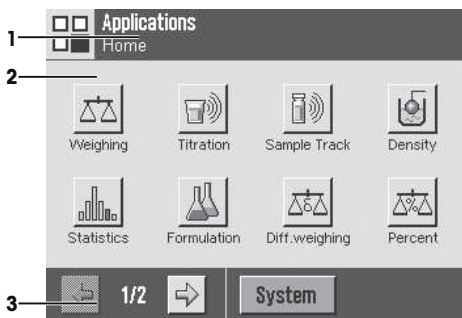 Applications
1
Home
2
Weighing Titration Sample Track Density
Statistics Formulation Diff.weighing Percent
3 1/2 System